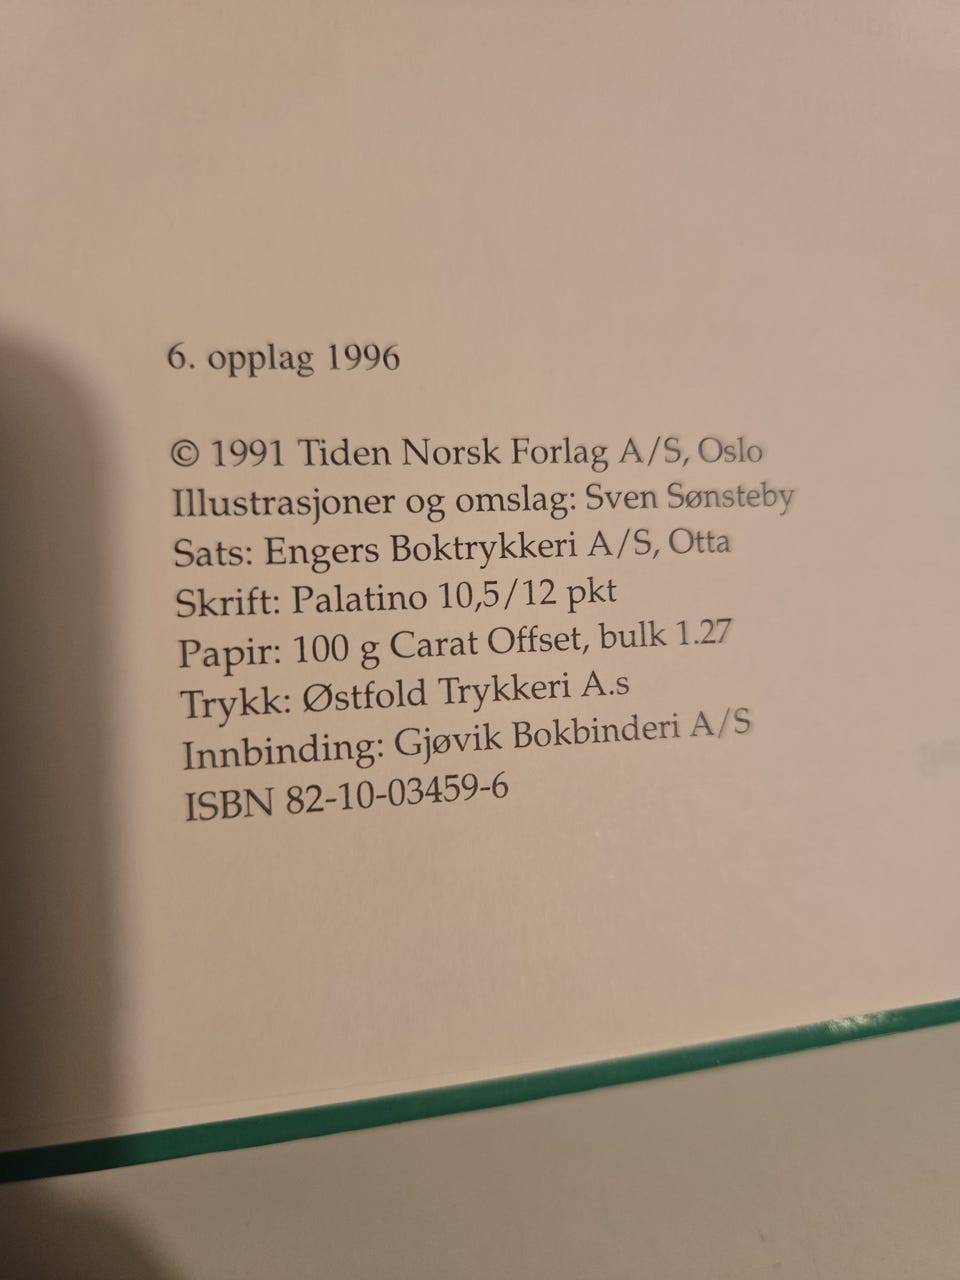 6. opplag 1996
© 1991 Tiden Norsk Forlag A/S, Oslo
Illustrasjoner og omslag: Sven Sønsteby
Sats: Engers Boktrykkeri A/S, Otta
Skrift: Palatino 10,5/12 pkt
Papir: 100 g Carat Offset, bulk 1.27
Trykk: Østfold Trykkeri A.s
Innbinding: Gjøvik Bokbinderi A/S
ISBN 82-10-03459-6